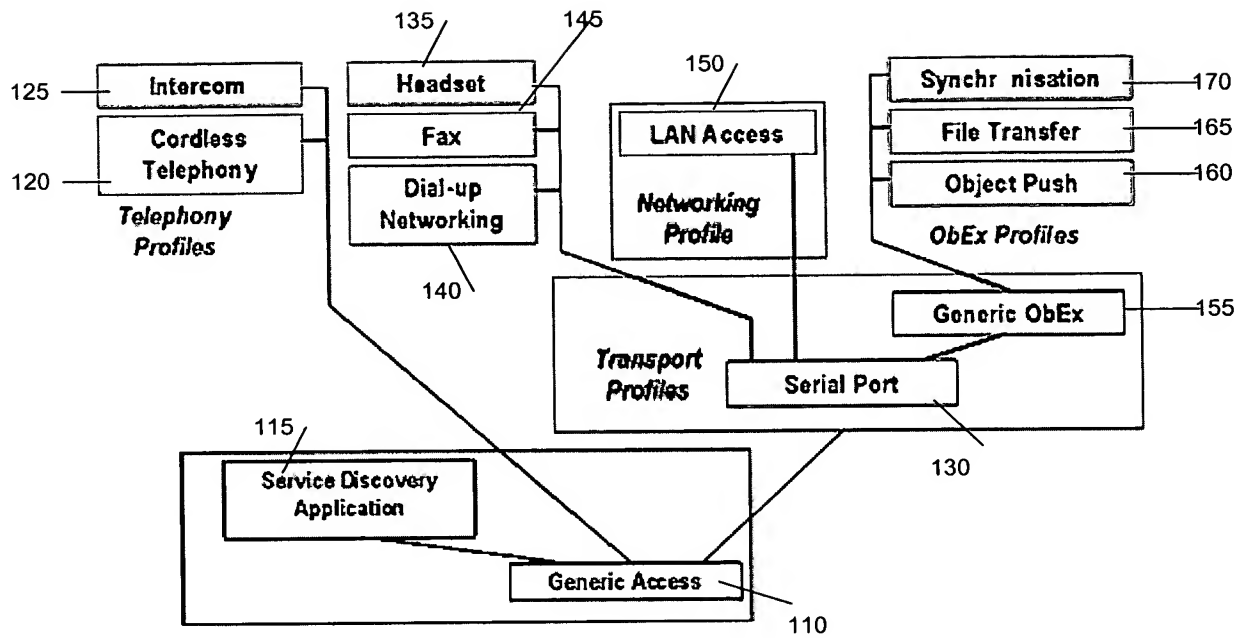 135
145
125
Intercom
Headset
150
Synchr nisation
170
Fax
LAN Access
File Transfer
165
120
Cordless
Telephony
Dial-up
Networking
Object Push
160
Telephony
Profiles
Networking
Profile
ObEx Profiles
140
Generic ObEx
155
Transport
Profiles
Serial Port
130
115
Service Discovery
Application
Generic Access
110